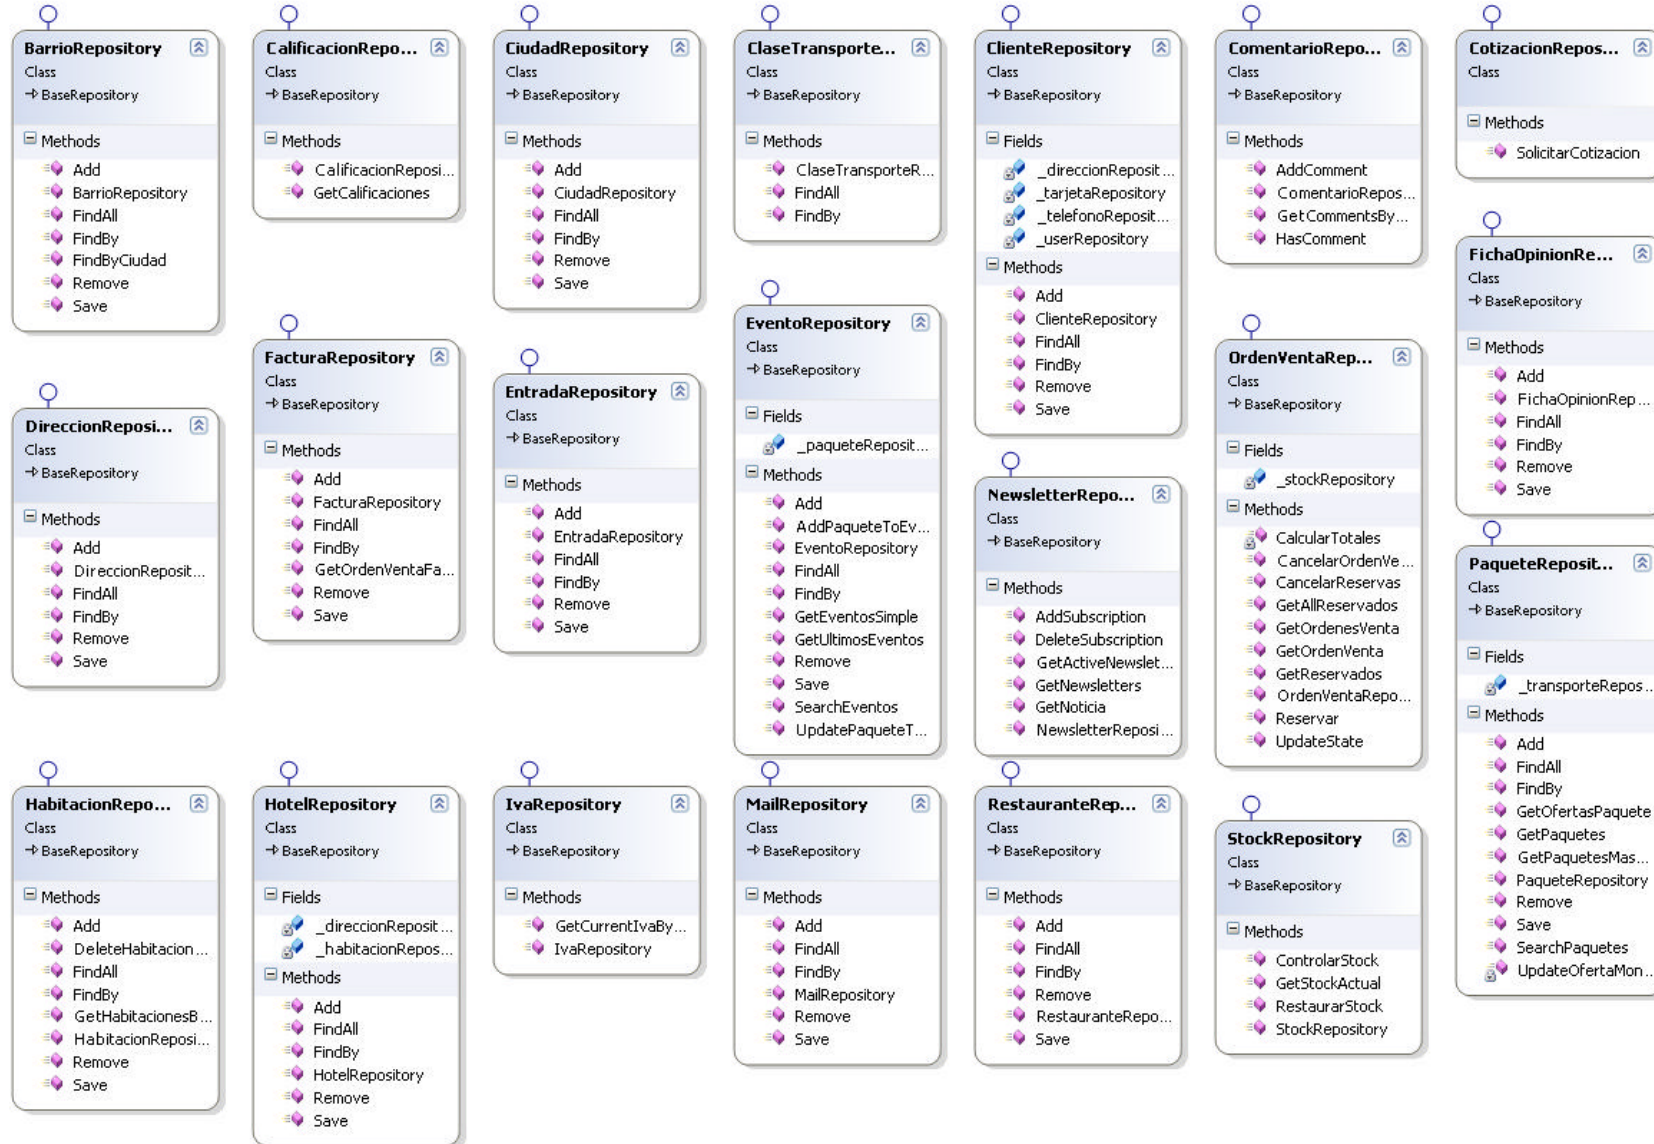 BarrioRepository
Class
BaseRepository
Methods
Add
BarrioRepository
FindAll
FindBy
FindByCiudad
Remove
Save
CalificacionRepo...
Class
BaseRepository
Methods
CalificacionReposi...
GetCalificaciones
CiudadRepository
Class
BaseRepository
Methods
Add
CiudadRepository
FindAll
FindBy
Remove
Save
ClaseTransporte...
Class
BaseRepository
Methods
ClaseTransporteR...
FindAll
FindBy
ClienteRepository
Class
BaseRepository
Fields
_direccionReposit...
_tarjetaRepository
_telefonoReposit...
_userRepository
Methods
Add
ClienteRepository
FindAll
FindBy
Remove
Save
ComentarioRepo...
Class
BaseRepository
Methods
AddComment
ComentarioRepos...
GetCommentsBy...
HasComment
CotizacionRepos...
Class
Methods
SolicitarCotizacion
DireccionReposi...
Class
BaseRepository
Methods
Add
DireccionReposit...
FindAll
FindBy
Remove
Save
FacturaRepository
Class
BaseRepository
Methods
Add
FacturaRepository
FindAll
FindBy
GetOrdenVentaFa...
Remove
Save
EntradaRepository
Class
BaseRepository
Methods
Add
EntradaRepository
FindAll
FindBy
Remove
Save
EventoRepository
Class
BaseRepository
Fields
_paqueteReposit...
Methods
Add
AddPaqueteToEv...
EventoRepository
FindAll
FindBy
GetEventosSimple
GetUltimosEventos
Remove
Save
SearchEventos
UpdatePaqueteT...
NewsletterRepo...
Class
BaseRepository
Methods
AddSubscription
DeleteSubscription
GetActiveNewslet...
GetNewsletters
GetNoticia
NewsletterReposi...
OrdenVentaRep...
Class
BaseRepository
Fields
_stockRepository
Methods
CalcularTotales
CancelarOrdenVe...
CancelarReservas
GetAllReservados
GetOrdenesVenta
GetOrdenVenta
GetReservados
OrdenVentaRepo...
Reservar
UpdateState
FichaOpinionRe...
Class
BaseRepository
Methods
Add
FichaOpinionRep...
FindAll
FindBy
Remove
Save
PaqueteReposit...
Class
BaseRepository
Fields
_transporteRepos...
Methods
Add
FindAll
FindBy
GetOfertasPaquete
GetPaquetes
GetPaquetesMas...
PaqueteRepository
Remove
Save
SearchPaquetes
UpdateOfertaMon...
HabitacionRepo...
Class
BaseRepository
Methods
Add
DeleteHabitacion...
FindAll
FindBy
GetHabitacionesB...
HabitacionReposi...
Remove
Save
HotelRepository
Class
BaseRepository
Fields
_direccionReposit...
_habitacionRepos...
Methods
Add
FindAll
FindBy
HotelRepository
Remove
Save
IvaRepository
Class
BaseRepository
Methods
GetCurrentIvaBy...
IvaRepository
MailRepository
Class
BaseRepository
Methods
Add
FindAll
FindBy
MailRepository
Remove
Save
RestauranteRep...
Class
BaseRepository
Methods
Add
FindAll
FindBy
Remove
RestauranteRepo...
Save
StockRepository
Class
BaseRepository
Methods
ControlarStock
GetStockActual
RestaurarStock
StockRepository